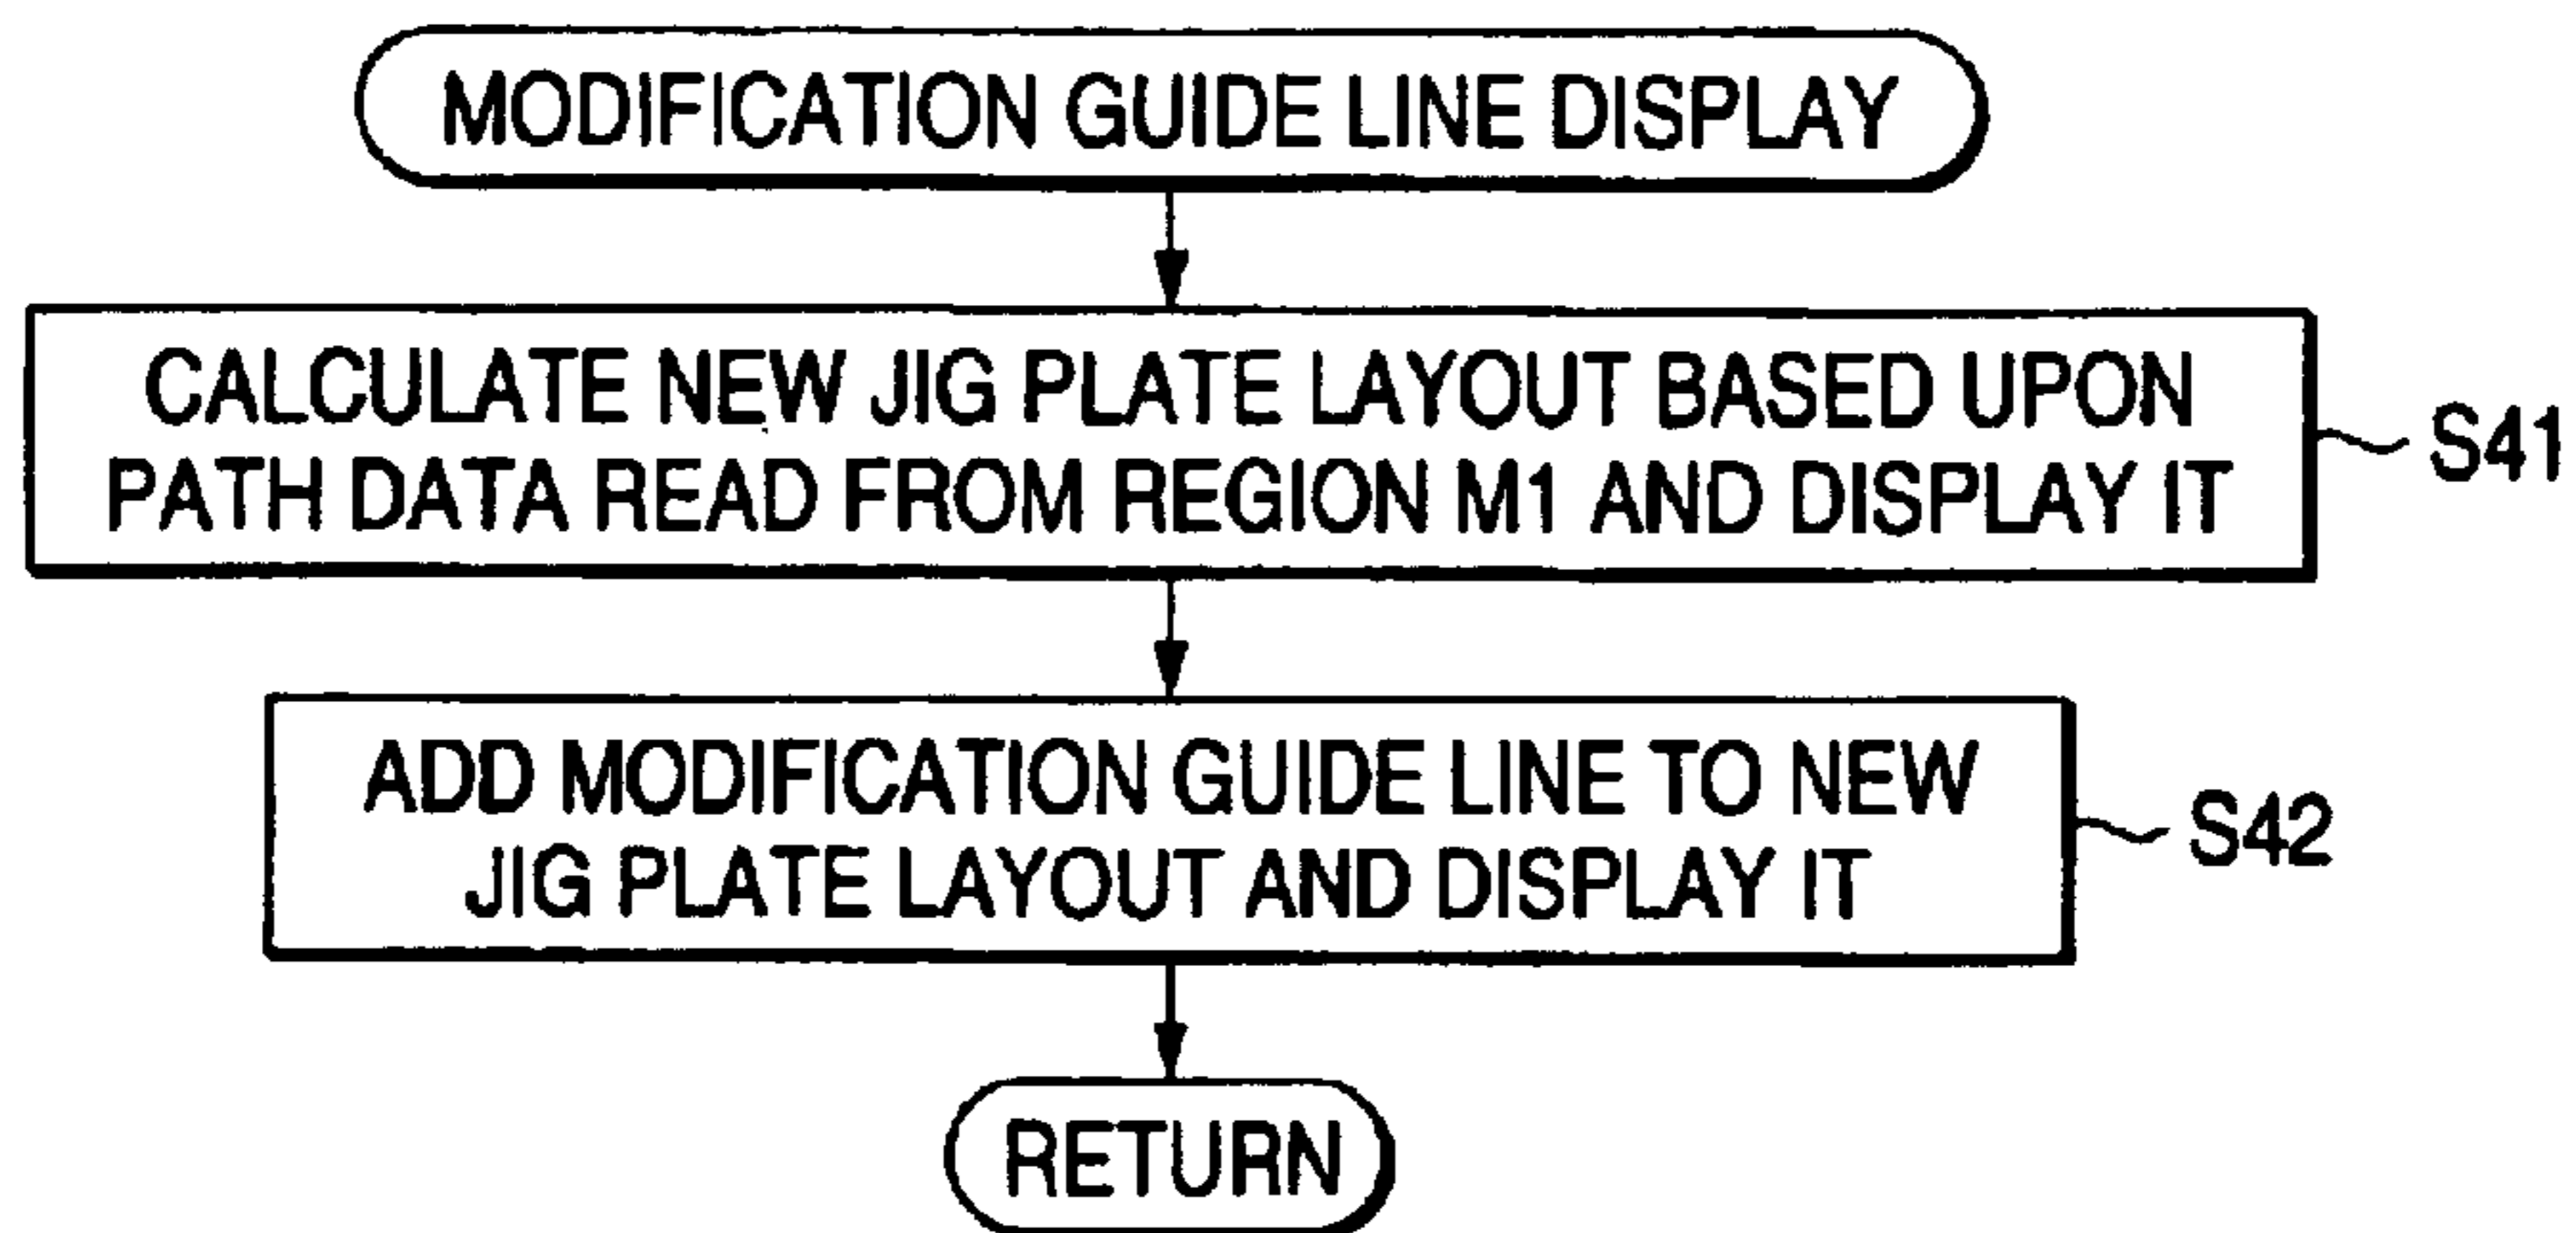 MODIFICATION GUIDE LINE DISPLAY
CALCULATE NEW JIG PLATE LAYOUT BASED UPON
PATH DATA READ FROM REGION M1 AND DISPLAY IT
S41
ADD MODIFICATION GUIDE LINE TO NEW
JIG PLATE LAYOUT AND DISPLAY IT
S42
RETURN